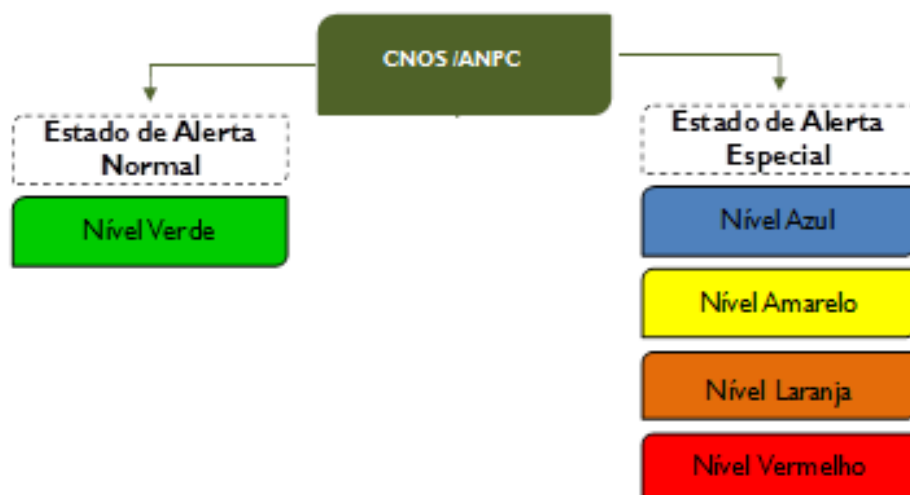 CNOS /ANPC
Estado de Alerta
Normal
Nível Verde
Estado de Alerta
Especial
Nível Azul
Nível Amarelo
Nível Laranja
Nível Vermelho